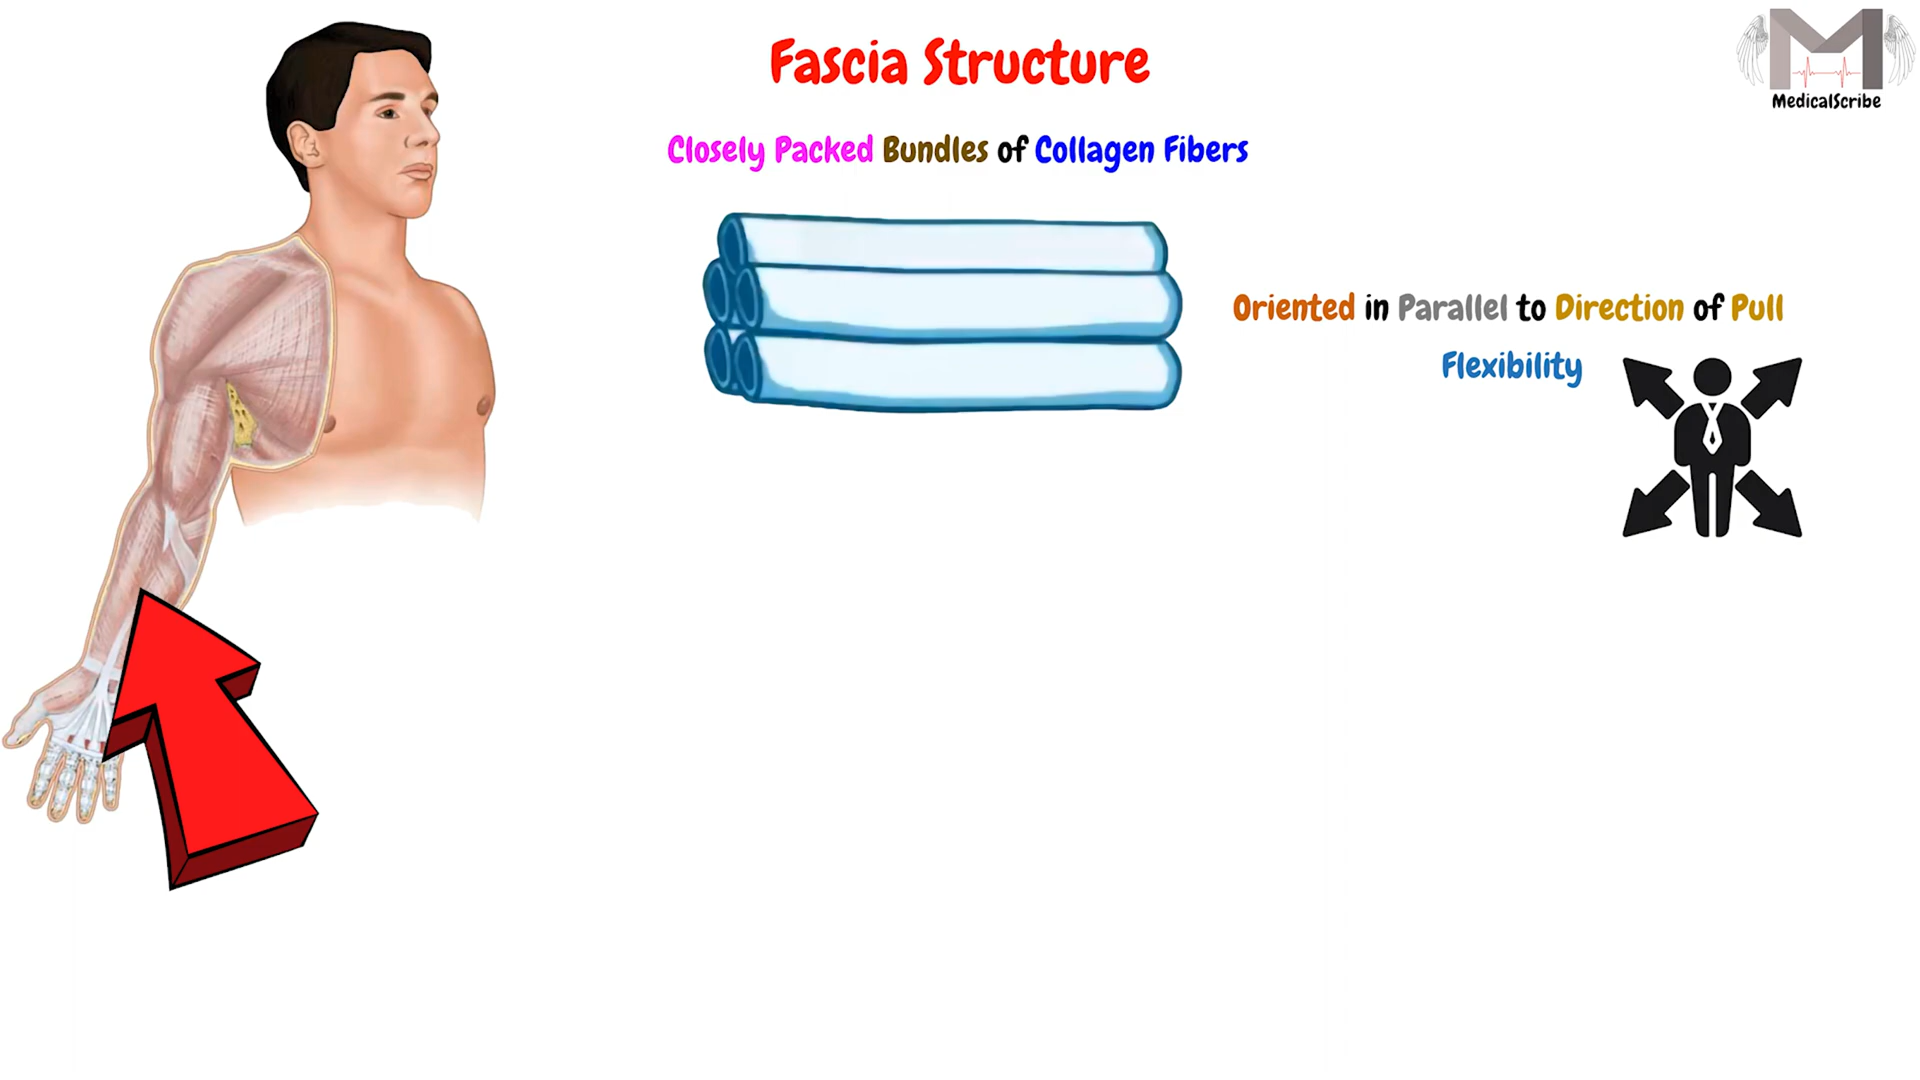 Fascia Structure
MedicalScribe
Closely Packed Bundles of Collagen Fibers
Oriented in Parallel to Direction of Pull
Flexibility